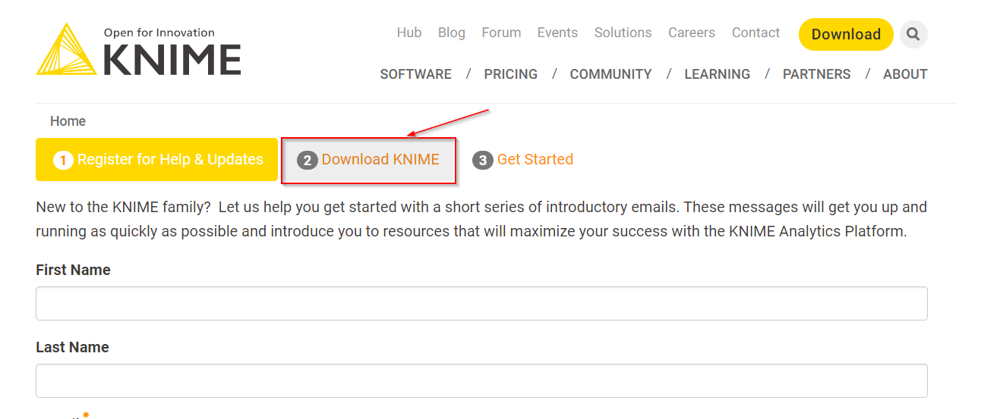 Open for Innovation
KNIME
Hub Blog Forum Events Solutions Careers Contact Download
SOFTWARE / PRICING / COMMUNITY / LEARNING / PARTNERS / ABOUT
Home
1 Register for Help & Updates 2 Download KNIME 3 Get Started
New to the KNIME family? Let us help you get started with a short series of introductory emails. These messages will get you up and
running as quickly as possible and introduce you to resources that will maximize your success with the KNIME Analytics Platform.
First Name
Last Name